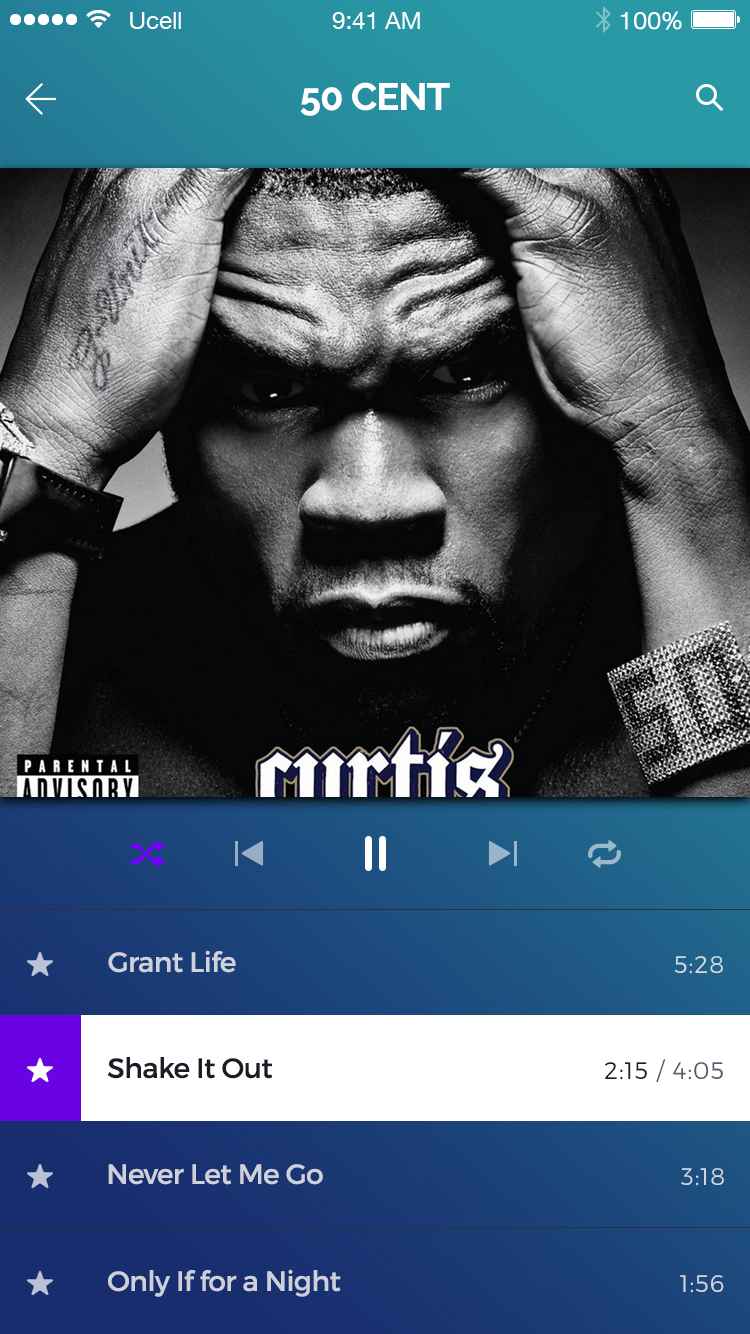 Ucell 9:41 AM 100%
50 CENT
PARENTAL
ADVISORY
curtis
50
Grant Life 5:28
Shake It Out 2:15 / 4:05
Never Let Me Go 3:18
Only If for a Night 1:56